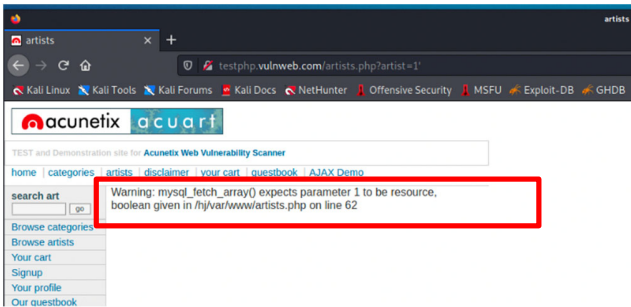 artists
artists × +
testphp.vulnweb.com/artists.php?artist=1'
Kali Linux Kali Tools Kali Forums Kali Docs NetHunter Offensive Security MSFU Exploit-DB GHDB
acunetix acuart
TEST and Demonstration site for Acunetix Web Vulnerability Scanner
home | categories | artists | disclaimer | your cart | guestbook | AJAX Demo
search art
go
Warning: mysql_fetch_array() expects parameter 1 to be resource,
boolean given in /hj/var/www/artists.php on line 62
Browse categories
Browse artists
Your cart
Signup
Your profile
Our guestbook